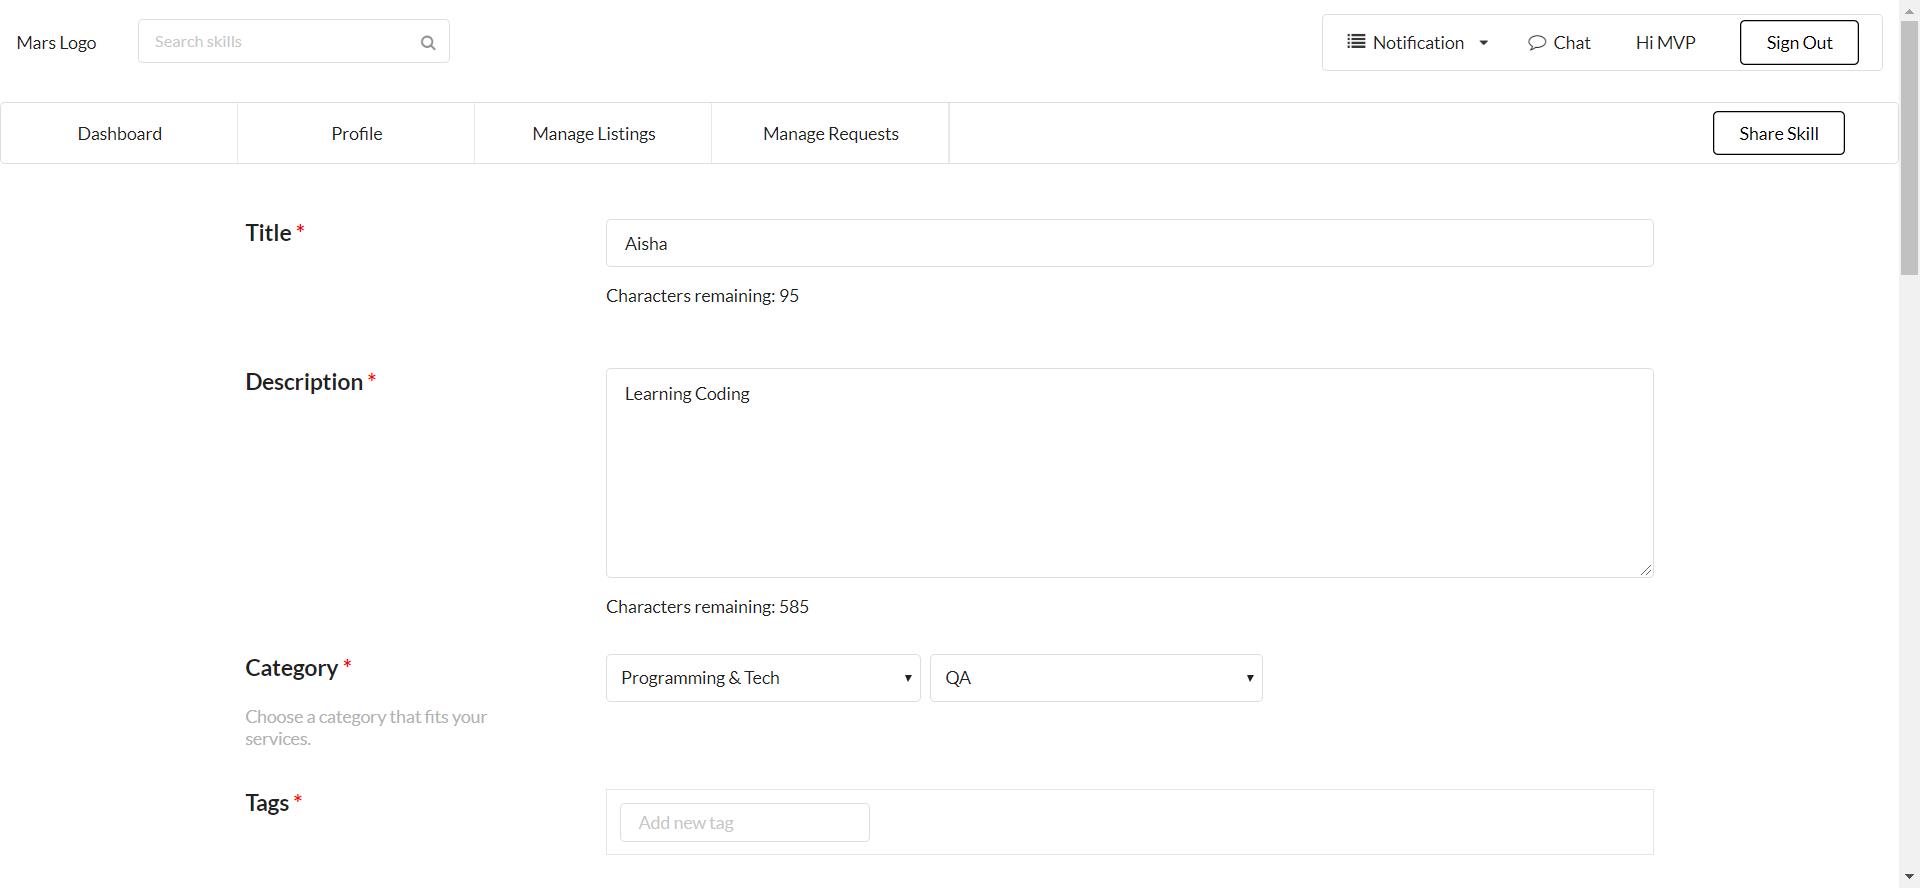 Mars Logo
Search skills
Notification
Chat
Hi MVP
Sign Out
Dashboard
Profile
Manage Listings
Manage Requests
Share Skill
Title *
Aisha
Characters remaining: 95
Description *
Learning Coding
Characters remaining: 585
Category *
Programming & Tech
QA
Choose a category that fits your
services.
Tags *
Add new tag